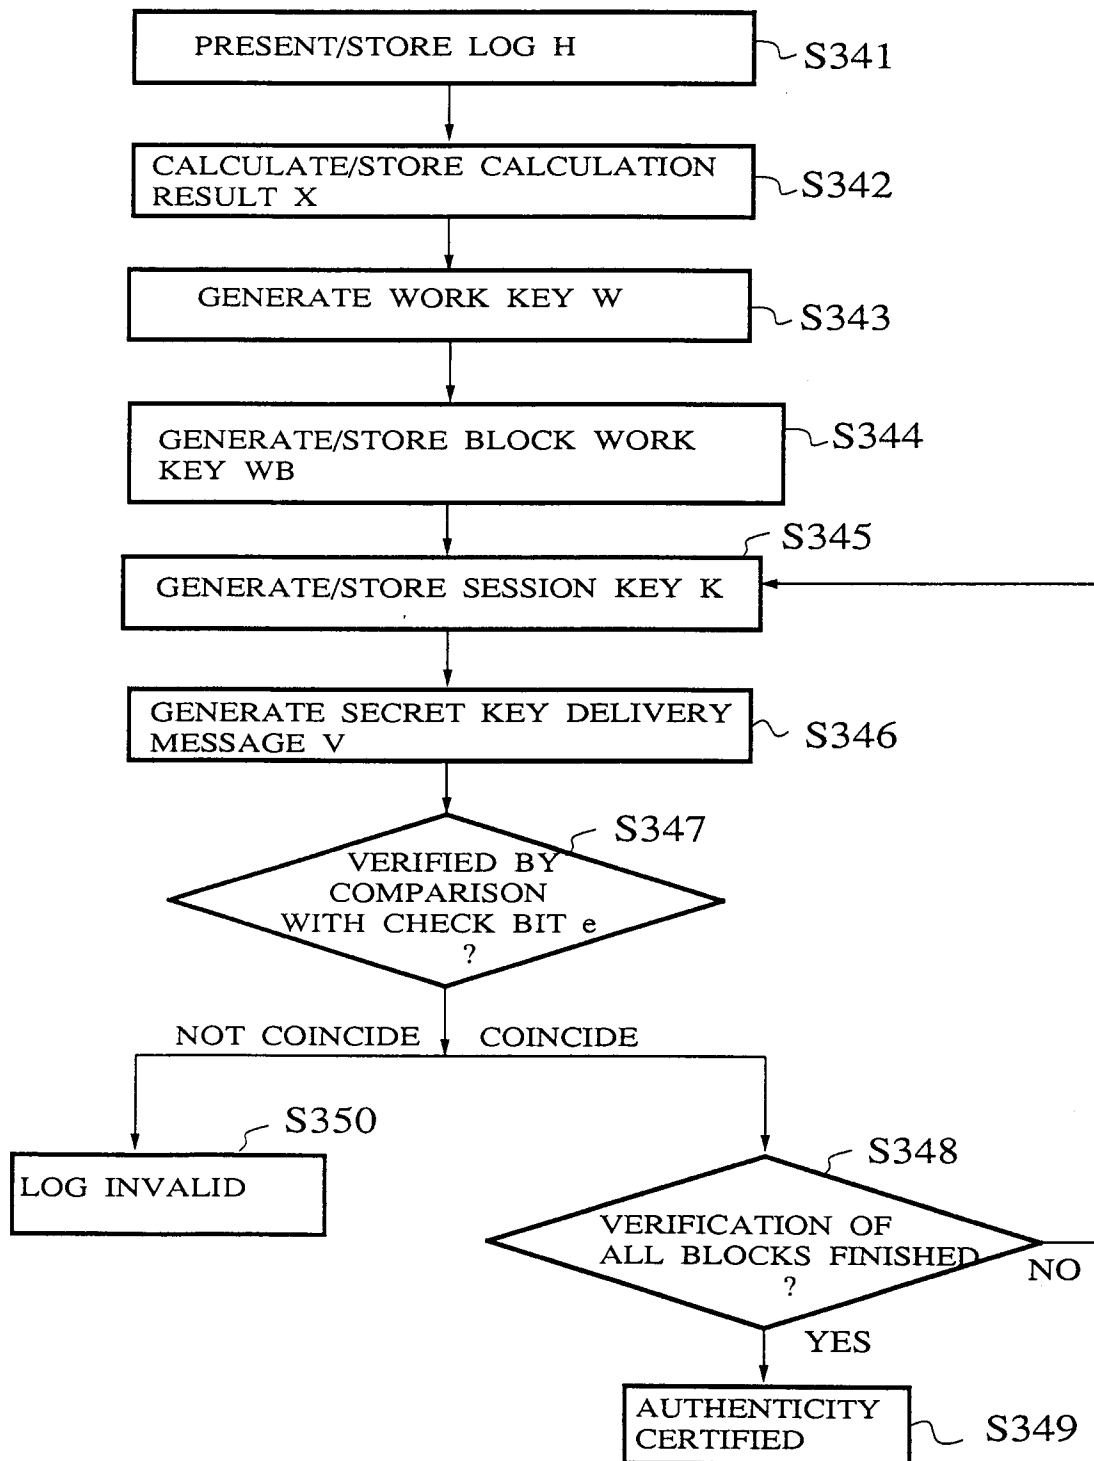 PRESENT/STORE LOG H
S341
CALCULATE/STORE CALCULATION
RESULT X
S342
GENERATE WORK KEY W
S343
GENERATE/STORE BLOCK WORK
KEY WB
S344
S345
GENERATE/STORE SESSION KEY K
GENERATE SECRET KEY DELIVERY
MESSAGE V
S346
S347
VERIFIED BY
COMPARISON
WITH CHECK BIT e
?
NOT COINCIDE
COINCIDE
S350
LOG INVALID
S348
VERIFICATION OF
ALL BLOCKS FINISHED
?
NO
YES
AUTHENTICITY
CERTIFIED
S349